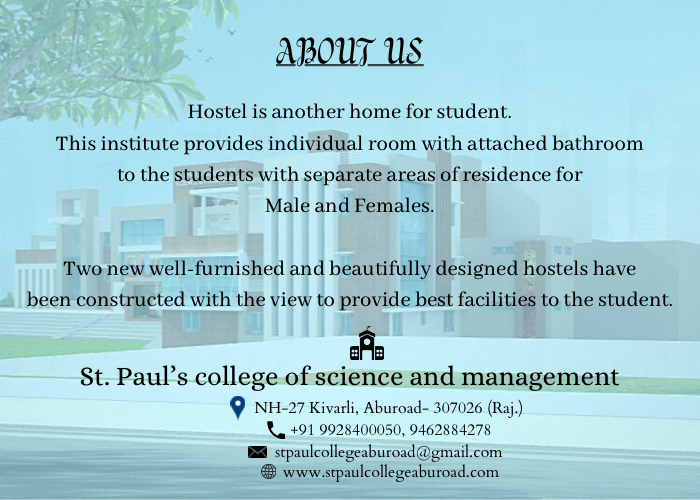 ABOUT US
Hostel is another home for student.
This institute provides individual room with attached bathroom
to the students with separate areas of residence for
Male and Females.
Two new well-furnished and beautifully designed hostels have
been constructed with the view to provide best facilities to the student.
St. Paul's college of science and management
NH-27 Kivarli, Aburoad- 307026 (Raj.)
+91 9928400050, 9462884278
stpaulcollegeaburoad@gmail.com
www.stpaulcollegeaburoad.com